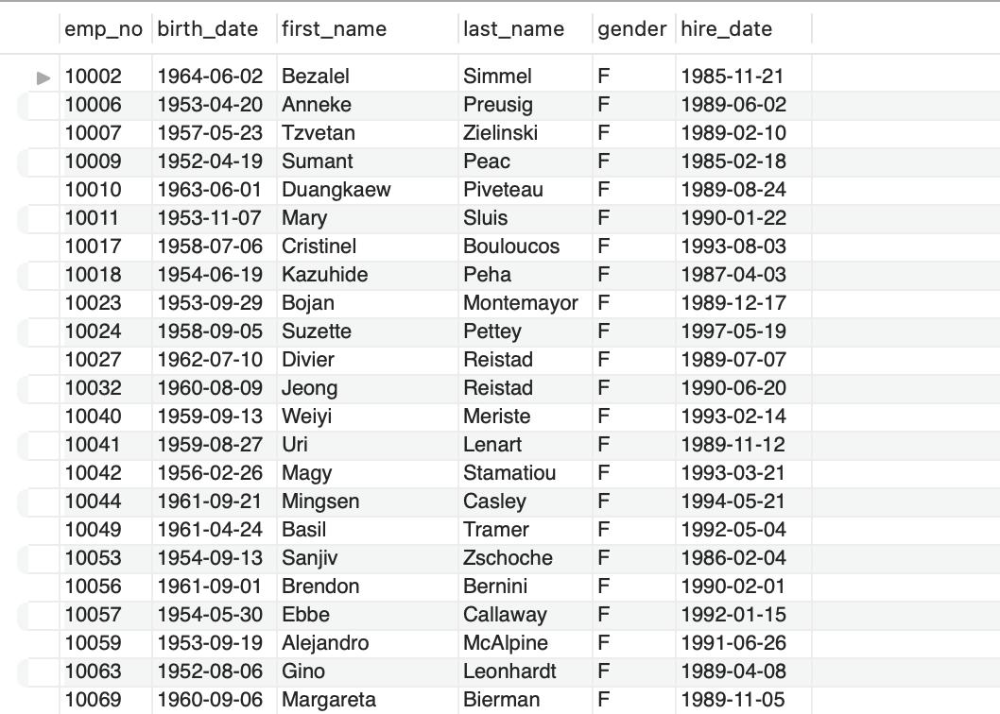 emp_no birth_date first_name last_name gender hire_date
10002 1964-06-02 Bezalel Simmel F 1985-11-21
10006 1953-04-20 Anneke Preusig F 1989-06-02
10007 1957-05-23 Tzvetan Zielinski F 1989-02-10
10009 1952-04-19 Sumant Peac F 1985-02-18
10010 1963-06-01 Duangkaew Piveteau F 1989-08-24
10011 1953-11-07 Mary Sluis F 1990-01-22
10017 1958-07-06 Cristinel Bouloucos F 1993-08-03
10018 1954-06-19 Kazuhide Peha F 1987-04-03
10023 1953-09-29 Bojan Montemayor F 1989-12-17
10024 1958-09-05 Suzette Pettey F 1997-05-19
10027 1962-07-10 Divier Reistad F 1989-07-07
10032 1960-08-09 Jeong Reistad F 1990-06-20
10040 1959-09-13 Weiyi Meriste F 1993-02-14
10041 1959-08-27 Uri Lenart F 1989-11-12
10042 1956-02-26 Magy Stamatiou F 1993-03-21
10044 1961-09-21 Mingsen Casley F 1994-05-21
10049 1961-04-24 Basil Tramer F 1992-05-04
10053 1954-09-13 Sanjiv Zschoche F 1986-02-04
10056 1961-09-01 Brendon Bernini F 1990-02-01
10057 1954-05-30 Ebbe Callaway F 1992-01-15
10059 1953-09-19 Alejandro McAlpine F 1991-06-26
10063 1952-08-06 Gino Leonhardt F 1989-04-08
10069 1960-09-06 Margareta Bierman F 1989-11-05